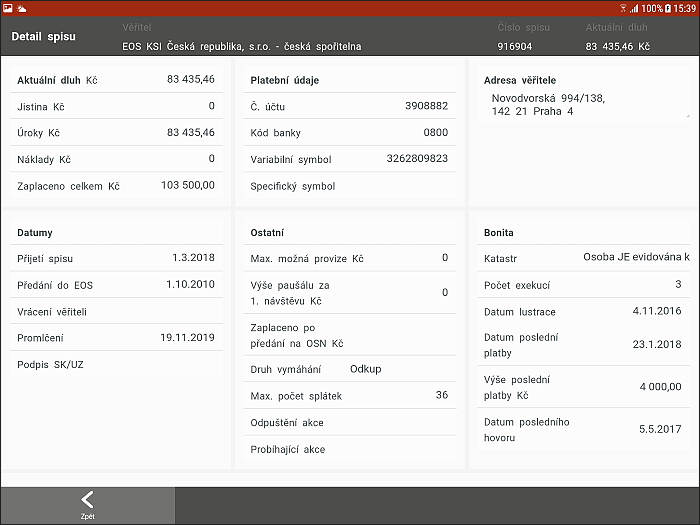 100% 15:39
Detail spisu
Věřitel
EOS KSI Česká republika, s.r.o. - česká spořitelna
Číslo spisu
916904
Aktuální dluh
83 435,46 Kč
Aktuální dluh Kč 83 435,46
Jistina Kč 0
Úroky Kč 83 435,46
Náklady Kč 0
Zaplaceno celkem Kč 103 500,00
Platební údaje
Č. účtu 3908882
Kód banky 0800
Variabilní symbol 3262809823
Specifický symbol
Adresa věřitele
Novodvorská 994/138,
142 21 Praha 4
Datumy
Přijetí spisu 1.3.2018
Předání do EOS 1.10.2010
Vrácení věřiteli
Promlčení 19.11.2019
Podpis SK/UZ
Ostatní
Max. možná provize Kč 0
Výše paušálu za
1. návštěvu Kč 0
Zaplaceno po
předání na OSN Kč
Druh vymáhání Odkup
Max. počet splátek 36
Odpuštění akce
Probíhající akce
Bonita
Katastr Osoba JE evidována k
Počet exekucí 3
Datum lustrace 4.11.2016
Datum poslední
platby 23.1.2018
Výše poslední
platby Kč 4 000,00
Datum posledního
hovoru 5.5.2017
Zpět